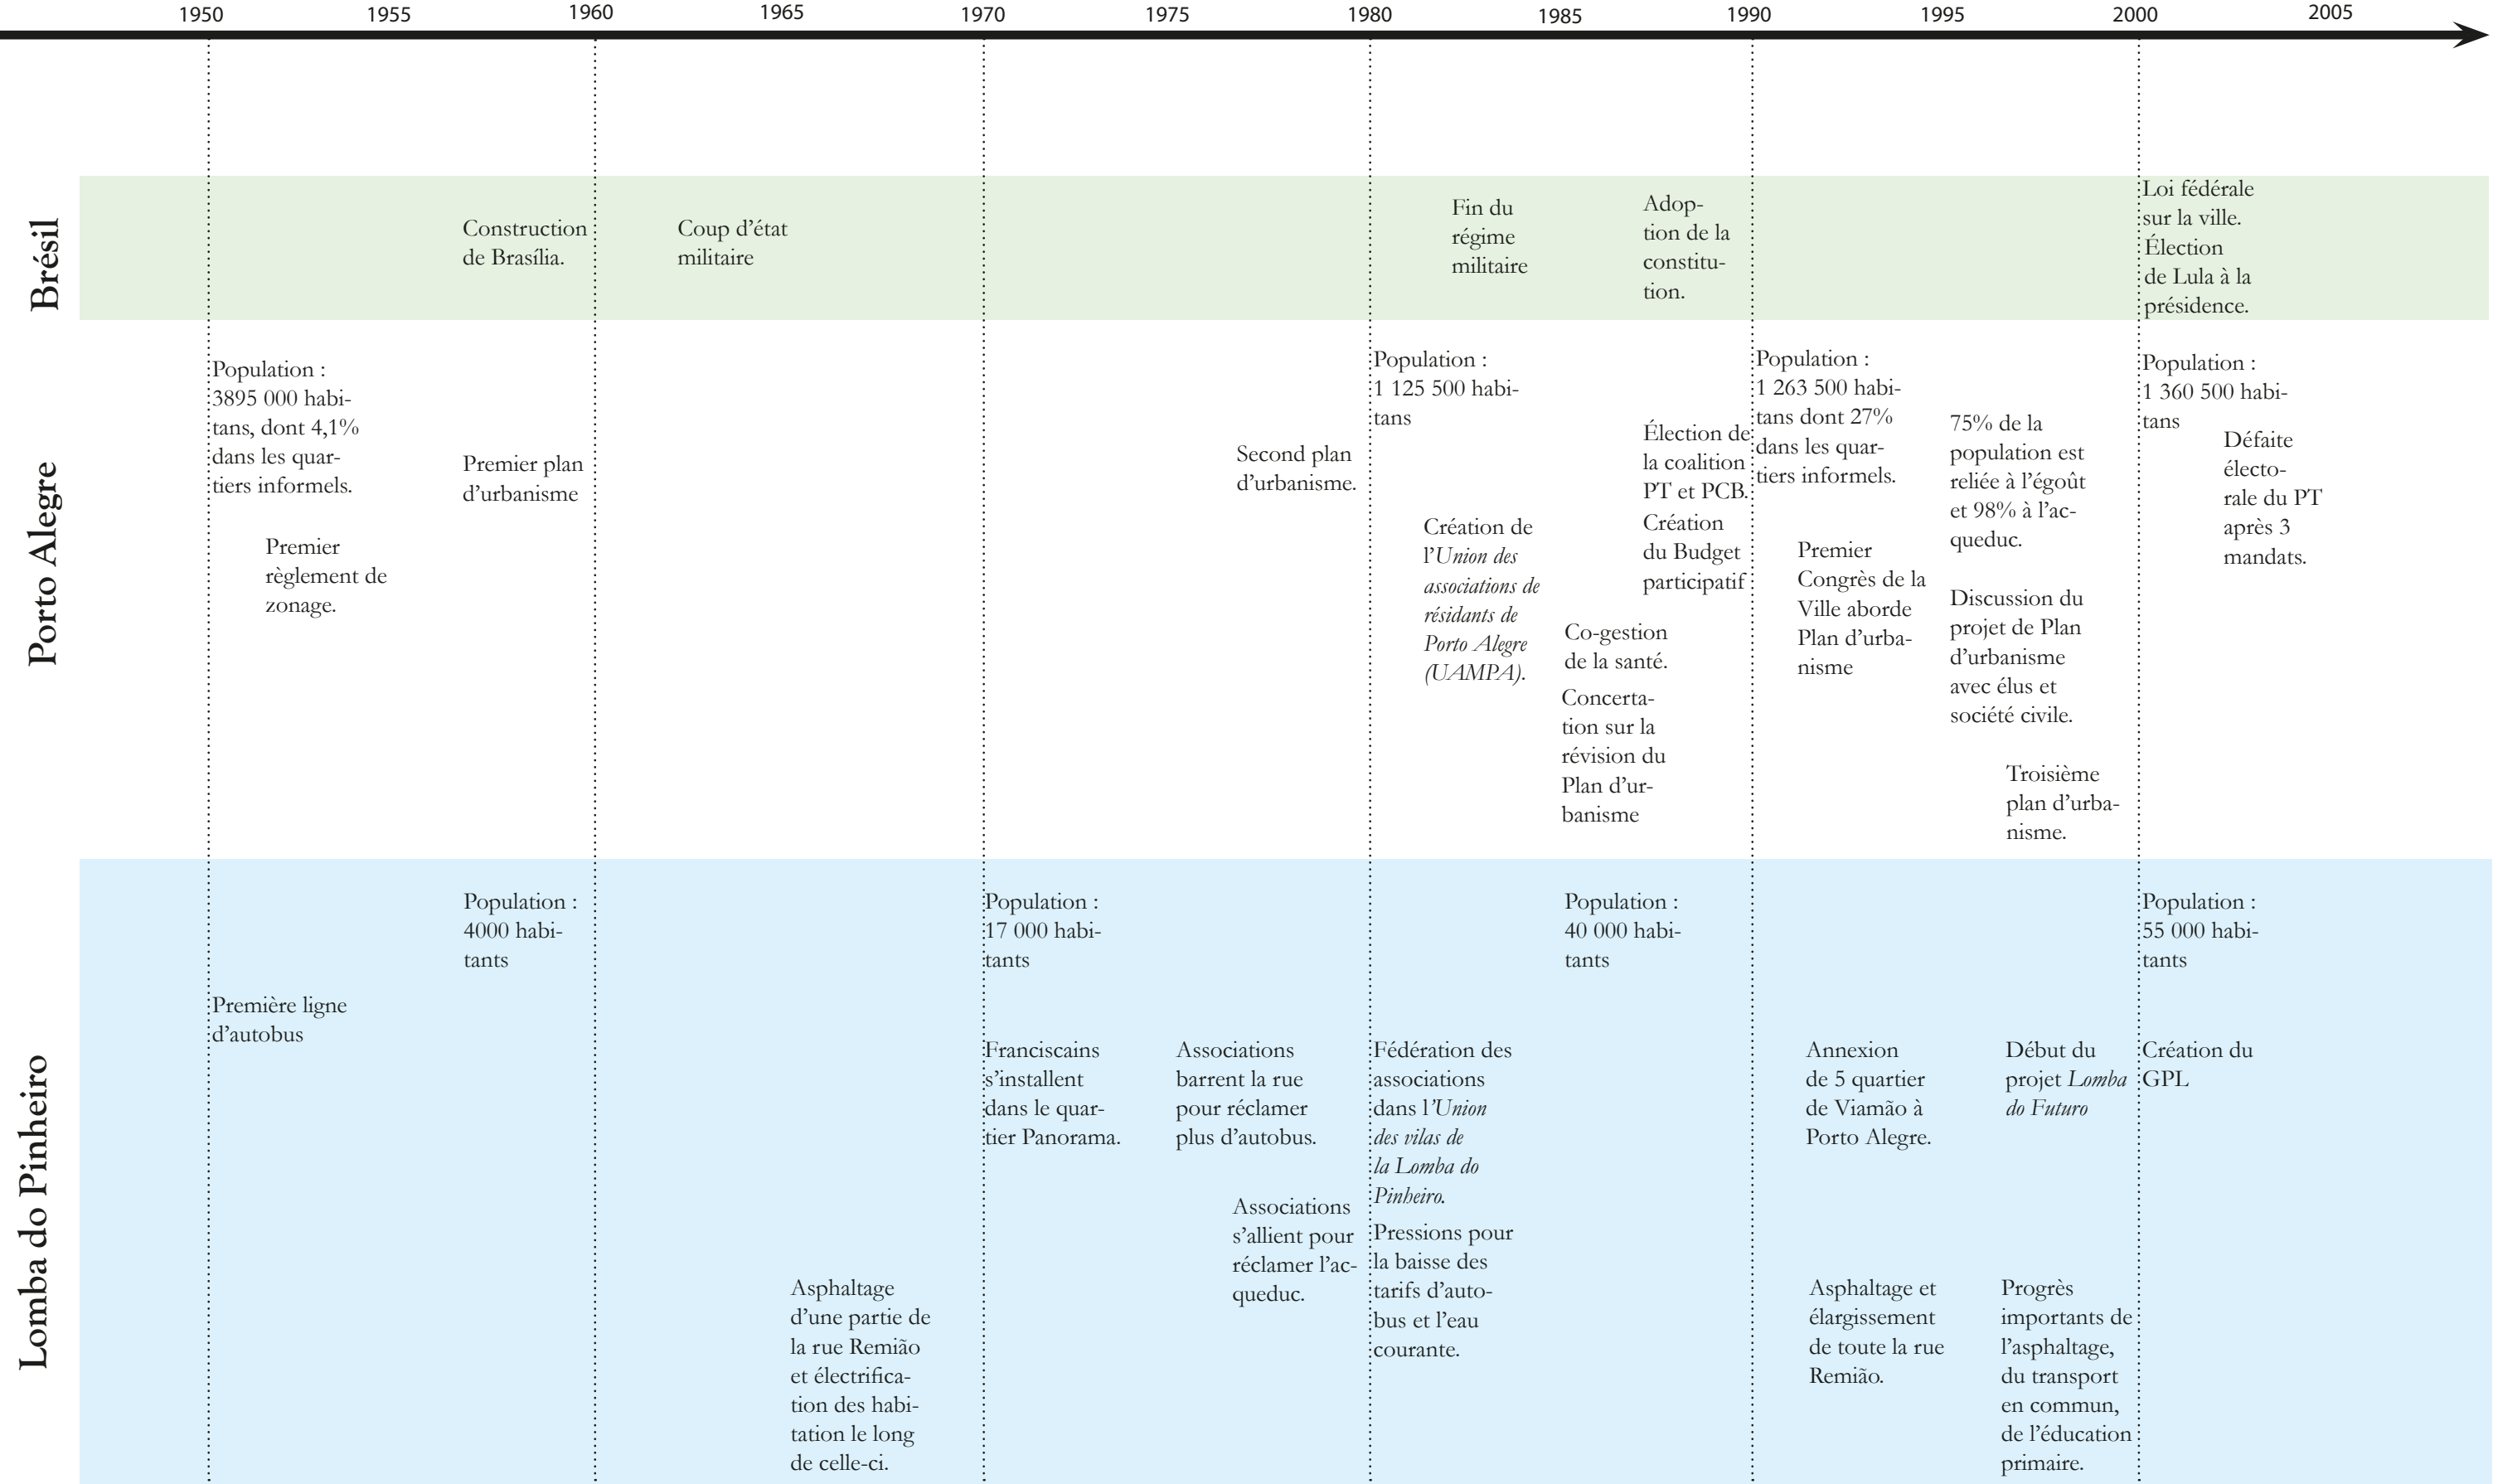 1950
1955
1960
1965
1970
1975
1980
1985
1990
1995
2000
2005
Brésil
Construction
de Brasília.
Coup d’état
militaire
Fin du
régime
militaire
Adop-
tion de la
constitu-
tion.
Loi fédérale
sur la ville.
Élection
de Lula à la
présidence.
Porto Alegre
Population :
3895 000 habi-
tans, dont 4,1%
dans les quar-
tiers informels.
Premier
règlement de
zonage.
Premier plan
d’urbanisme
Second plan
d’urbanisme.
Population :
1 125 500 habi-
tans
Création de
l’Union des
associations de
résidants de
Porto Alegre
(UAMPA).
Élection de
la coalition
PT et PCB.
Création
du Budget
participatif
Co-gestion
de la santé.
Concerta-
tion sur la
révision du
Plan d’ur-
banisme
Population :
1 263 500 habi-
tans dont 27%
dans les quar-
tiers informels.
Premier
Congrès de la
Ville aborde
Plan d’urba-
nisme
75% de la
population est
reliée à l’égoût
et 98% à l’ac-
queduc.
Discussion du
projet de Plan
d’urbanisme
avec élus et
société civile.
Troisième
plan d’urba-
nisme.
Population :
1 360 500 habi-
tans
Défaite
électo-
rale du PT
après 3
mandats.
Lomba do Pinheiro
Première ligne
d’autobus
Population :
4000 habi-
tants
Asphaltage
d’une partie de
la rue Remião
et électrifica-
tion des habi-
tation le long
de celle-ci.
Population :
17 000 habi-
tants
Franciscains
s’installent
dans le quar-
tier Panorama.
Associations
barrent la rue
pour réclamer
plus d’autobus.
Associations
s’allient pour
réclamer l’ac-
queduc.
Fédération des
associations
dans l’Union
des vilas de
la Lomba do
Pinheiro.
Pressions pour
la baisse des
tarifs d’auto-
bus et l’eau
courante.
Population :
40 000 habi-
tants
Annexion
de 5 quartier
de Viamão à
Porto Alegre.
Asphaltage et
élargissement
de toute la rue
Remião.
Début du
projet Lomba
do Futuro
Progrès
importants de
l’asphaltage,
du transport
en commun,
de l’éducation
primaire.
Population :
55 000 habi-
tants
Création du
GPL